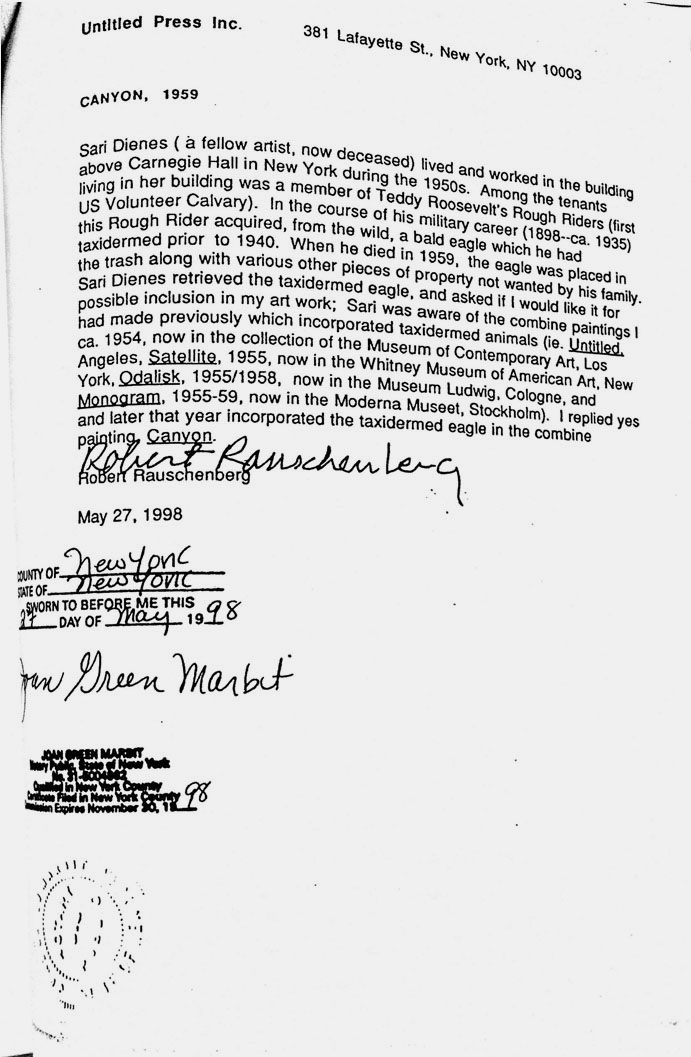 Untitled Press Inc.
381 Lafayette St., New York, NY 10003
CANYON, 1959
Sari Dienes ( a fellow artist, now deceased) lived and worked in the building
above Carnegie Hall in New York during the 1950s. Among the tenants
living in her building was a member of Teddy Roosevelt's Rough Riders (first
US Volunteer Calvary). In the course of his military career (1898--ca. 1935)
this Rough Rider acquired, from the wild, a bald eagle which he had
taxidermed prior to 1940. When he died in 1959, the eagle was placed in
the trash along with various other pieces of property not wanted by his family.
Sari Dienes retrieved the taxidermed eagle, and asked if I would like it for
possible inclusion in my art work; Sari was aware of the combine paintings I
had made previously which incorporated taxidermed animals (ie. Untitled,
ca. 1954, now in the collection of the Museum of Contemporary Art, Los
Angeles, Satellite, 1955, now in the Whitney Museum of American Art, New
York, Odalisk, 1955/1958, now in the Museum Ludwig, Cologne, and
Monogram, 1955-59, now in the Moderna Museet, Stockholm). I replied yes
and later that year incorporated the taxidermed eagle in the combine
painting, Canyon.
Robert Rauschenberg
Robert Rauschenberg
May 27, 1998
COUNTY OF New York
STATE OF New York
SWORN TO BEFORE ME THIS
27 DAY OF May 1998
Joan Green Marbit
JOAN GREEN MARBIT
Notary Public, State of New York
No. 31-5004862
Qualified in New York County
Certificate Filed in New York County
Commission Expires November 30, 1998